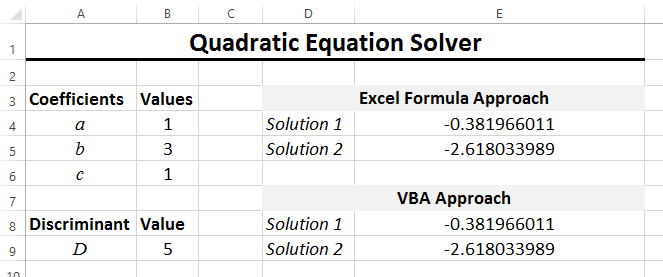 A B C D E
1 Quadratic Equation Solver
2
3 Coefficients Values Excel Formula Approach
4 a 1 Solution 1 -0.381966011
5 b 3 Solution 2 -2.618033989
6 c 1
7 VBA Approach
8 Discriminant Value Solution 1 -0.381966011
9 D 5 Solution 2 -2.618033989
10